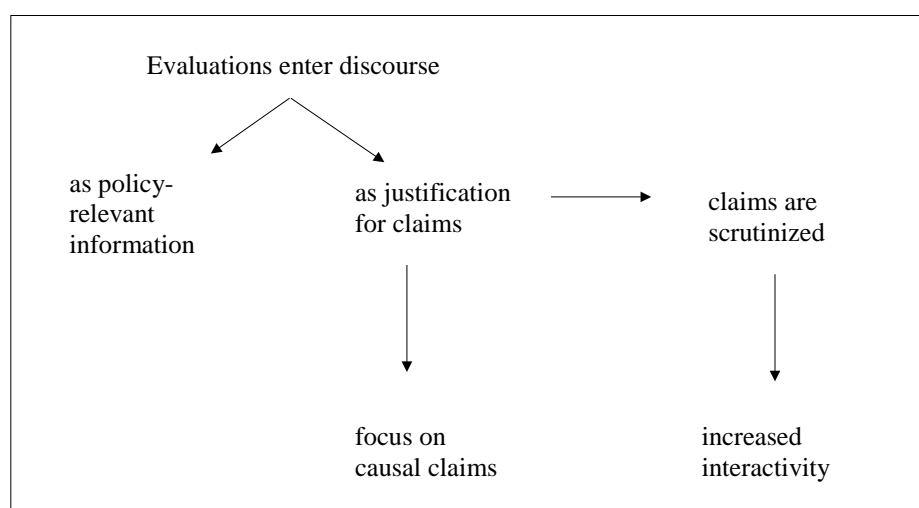 Evaluations enter discourse
as policy-
relevant
information
as justification
for claims
claims are
scrutinized
focus on
causal claims
increased
interactivity